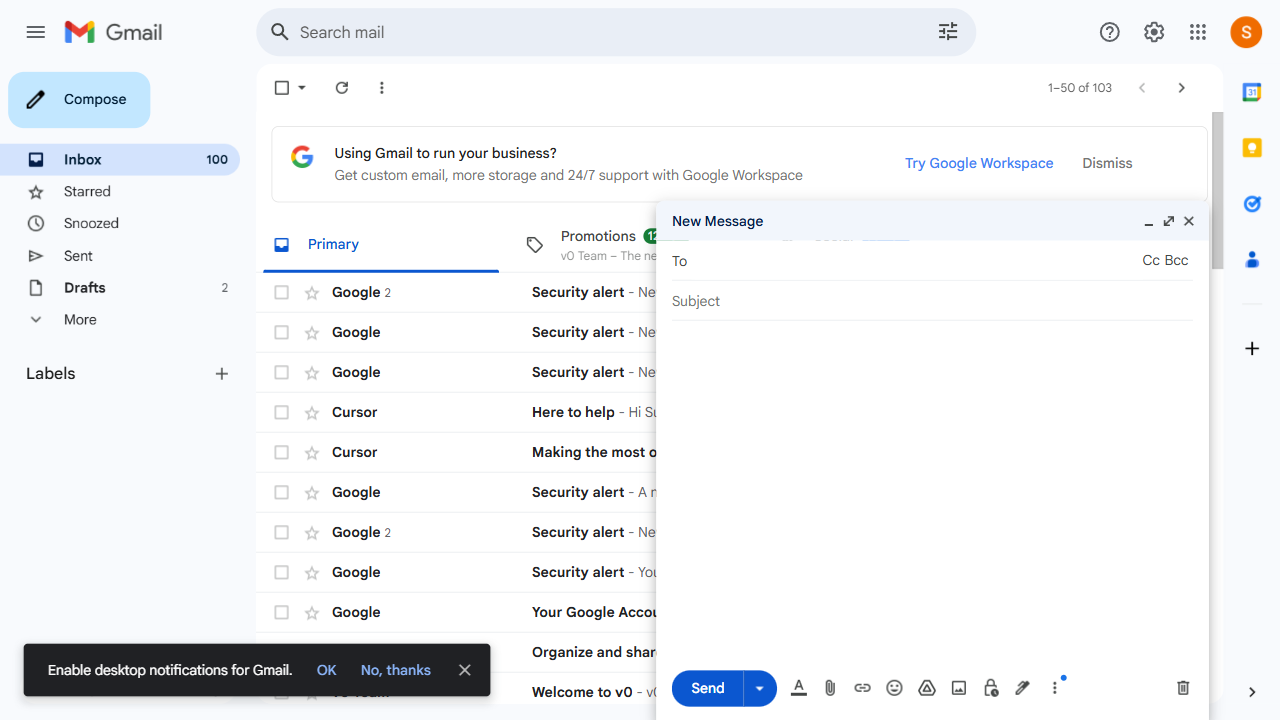 Gmail
Search mail
S
Compose
1–50 of 103
Inbox 100
Starred
Snoozed
Sent
Drafts 2
More
Labels
Using Gmail to run your business?
Get custom email, more storage and 24/7 support with Google Workspace
Try Google Workspace
Dismiss
Primary
Promotions
v0 Team – The ne
Google 2 Security alert - Ne
Google Security alert - Ne
Google Security alert - Ne
Cursor Here to help - Hi Su
Cursor Making the most o
Google Security alert - A n
Google 2 Security alert - Ne
Google Security alert - You
Google Your Google Accou
Organize and share
Welcome to v0 - v0
New Message
To
Cc Bcc
Subject
Send
Enable desktop notifications for Gmail.
OK
No, thanks
31